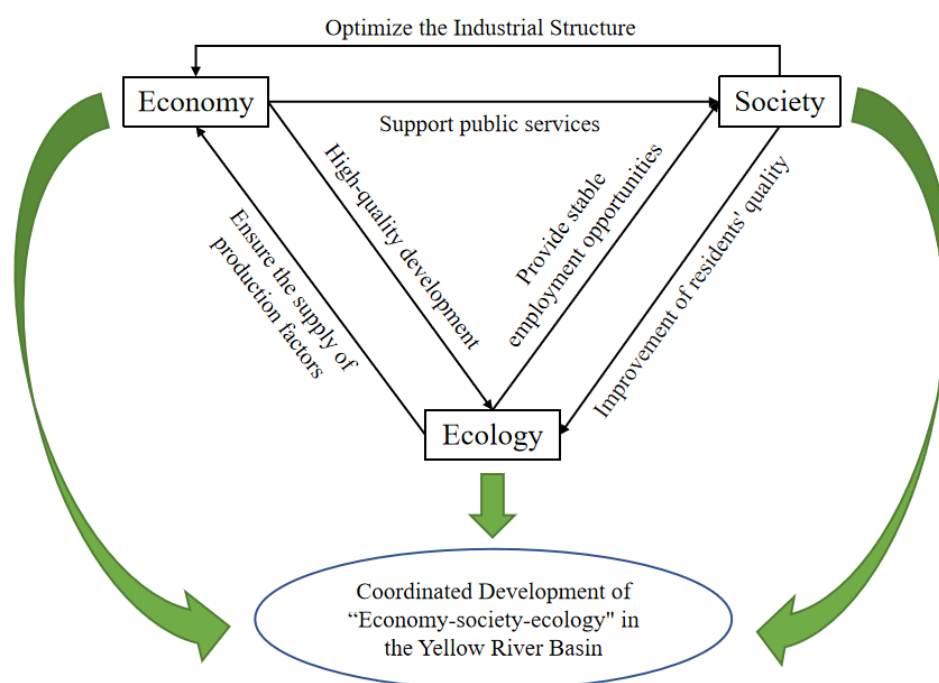 Optimize the Industrial Structure
Economy
Society
Support public services
High-quality development
Provide stable
employment opportunities
Ensure the supply of
production factors
Improvement of residents' quality
Ecology
Coordinated Development of
“Economy-society-ecology" in
the Yellow River Basin